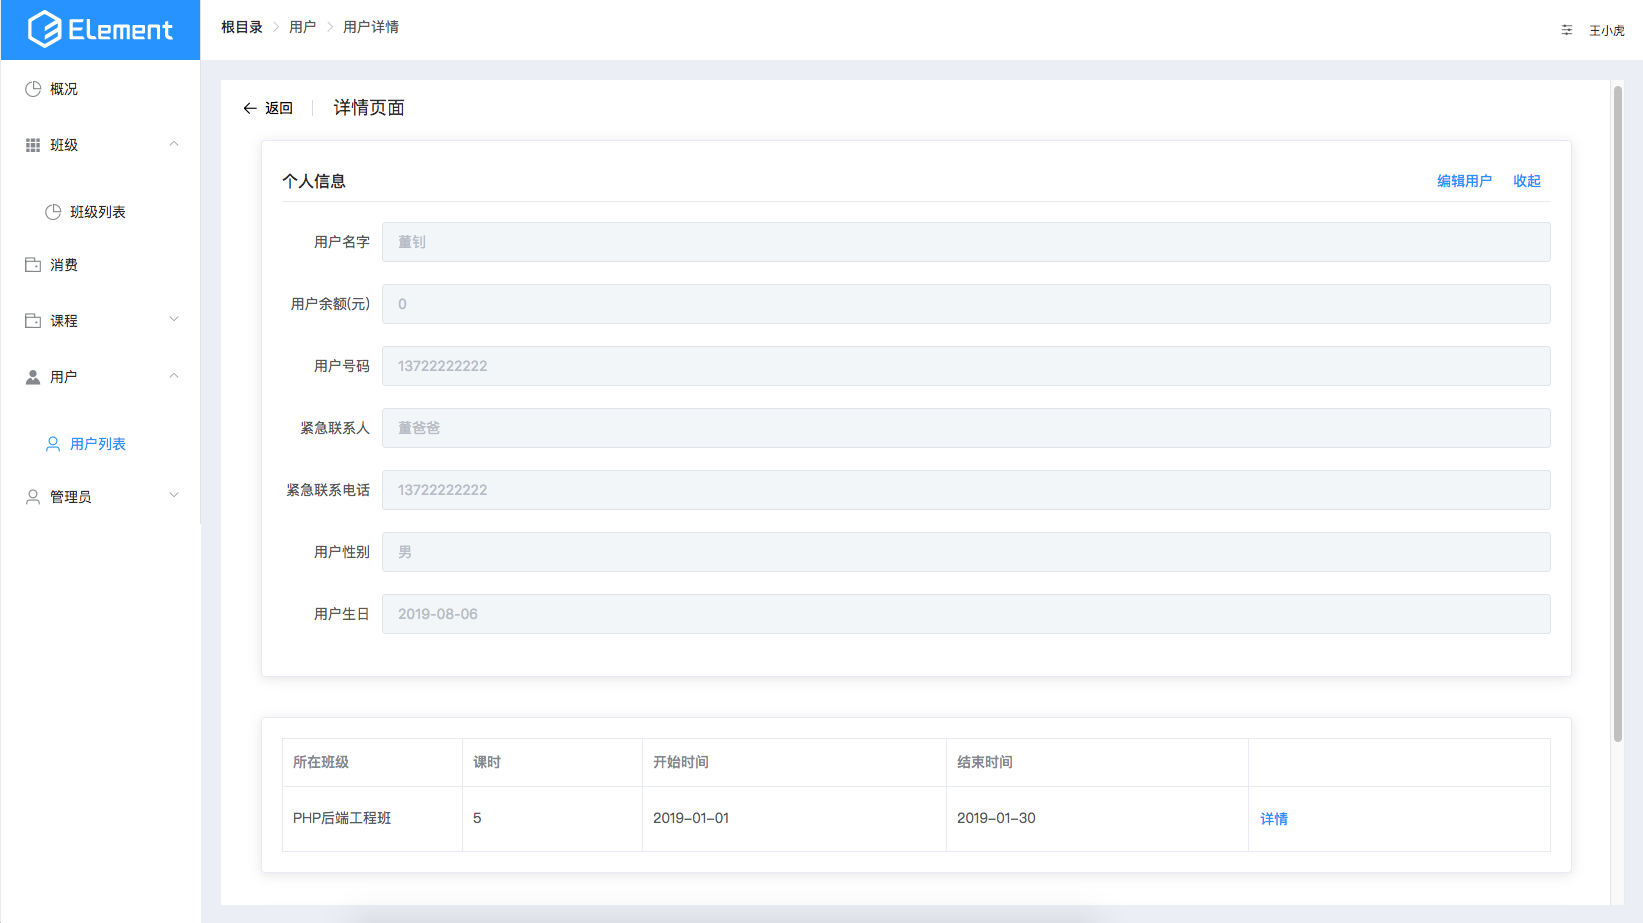 Element
根目录 用户 用户详情
王小虎
概况
班级
班级列表
消费
课程
用户
用户列表
管理员
返回 详情页面
个人信息 编辑用户 收起
用户名字 董钊
用户余额(元) 0
用户号码 13722222222
紧急联系人 董爸爸
紧急联系电话 13722222222
用户性别 男
用户生日 2019-08-06
所在班级 课时 开始时间 结束时间
PHP后端工程班 5 2019-01-01 2019-01-30 详情